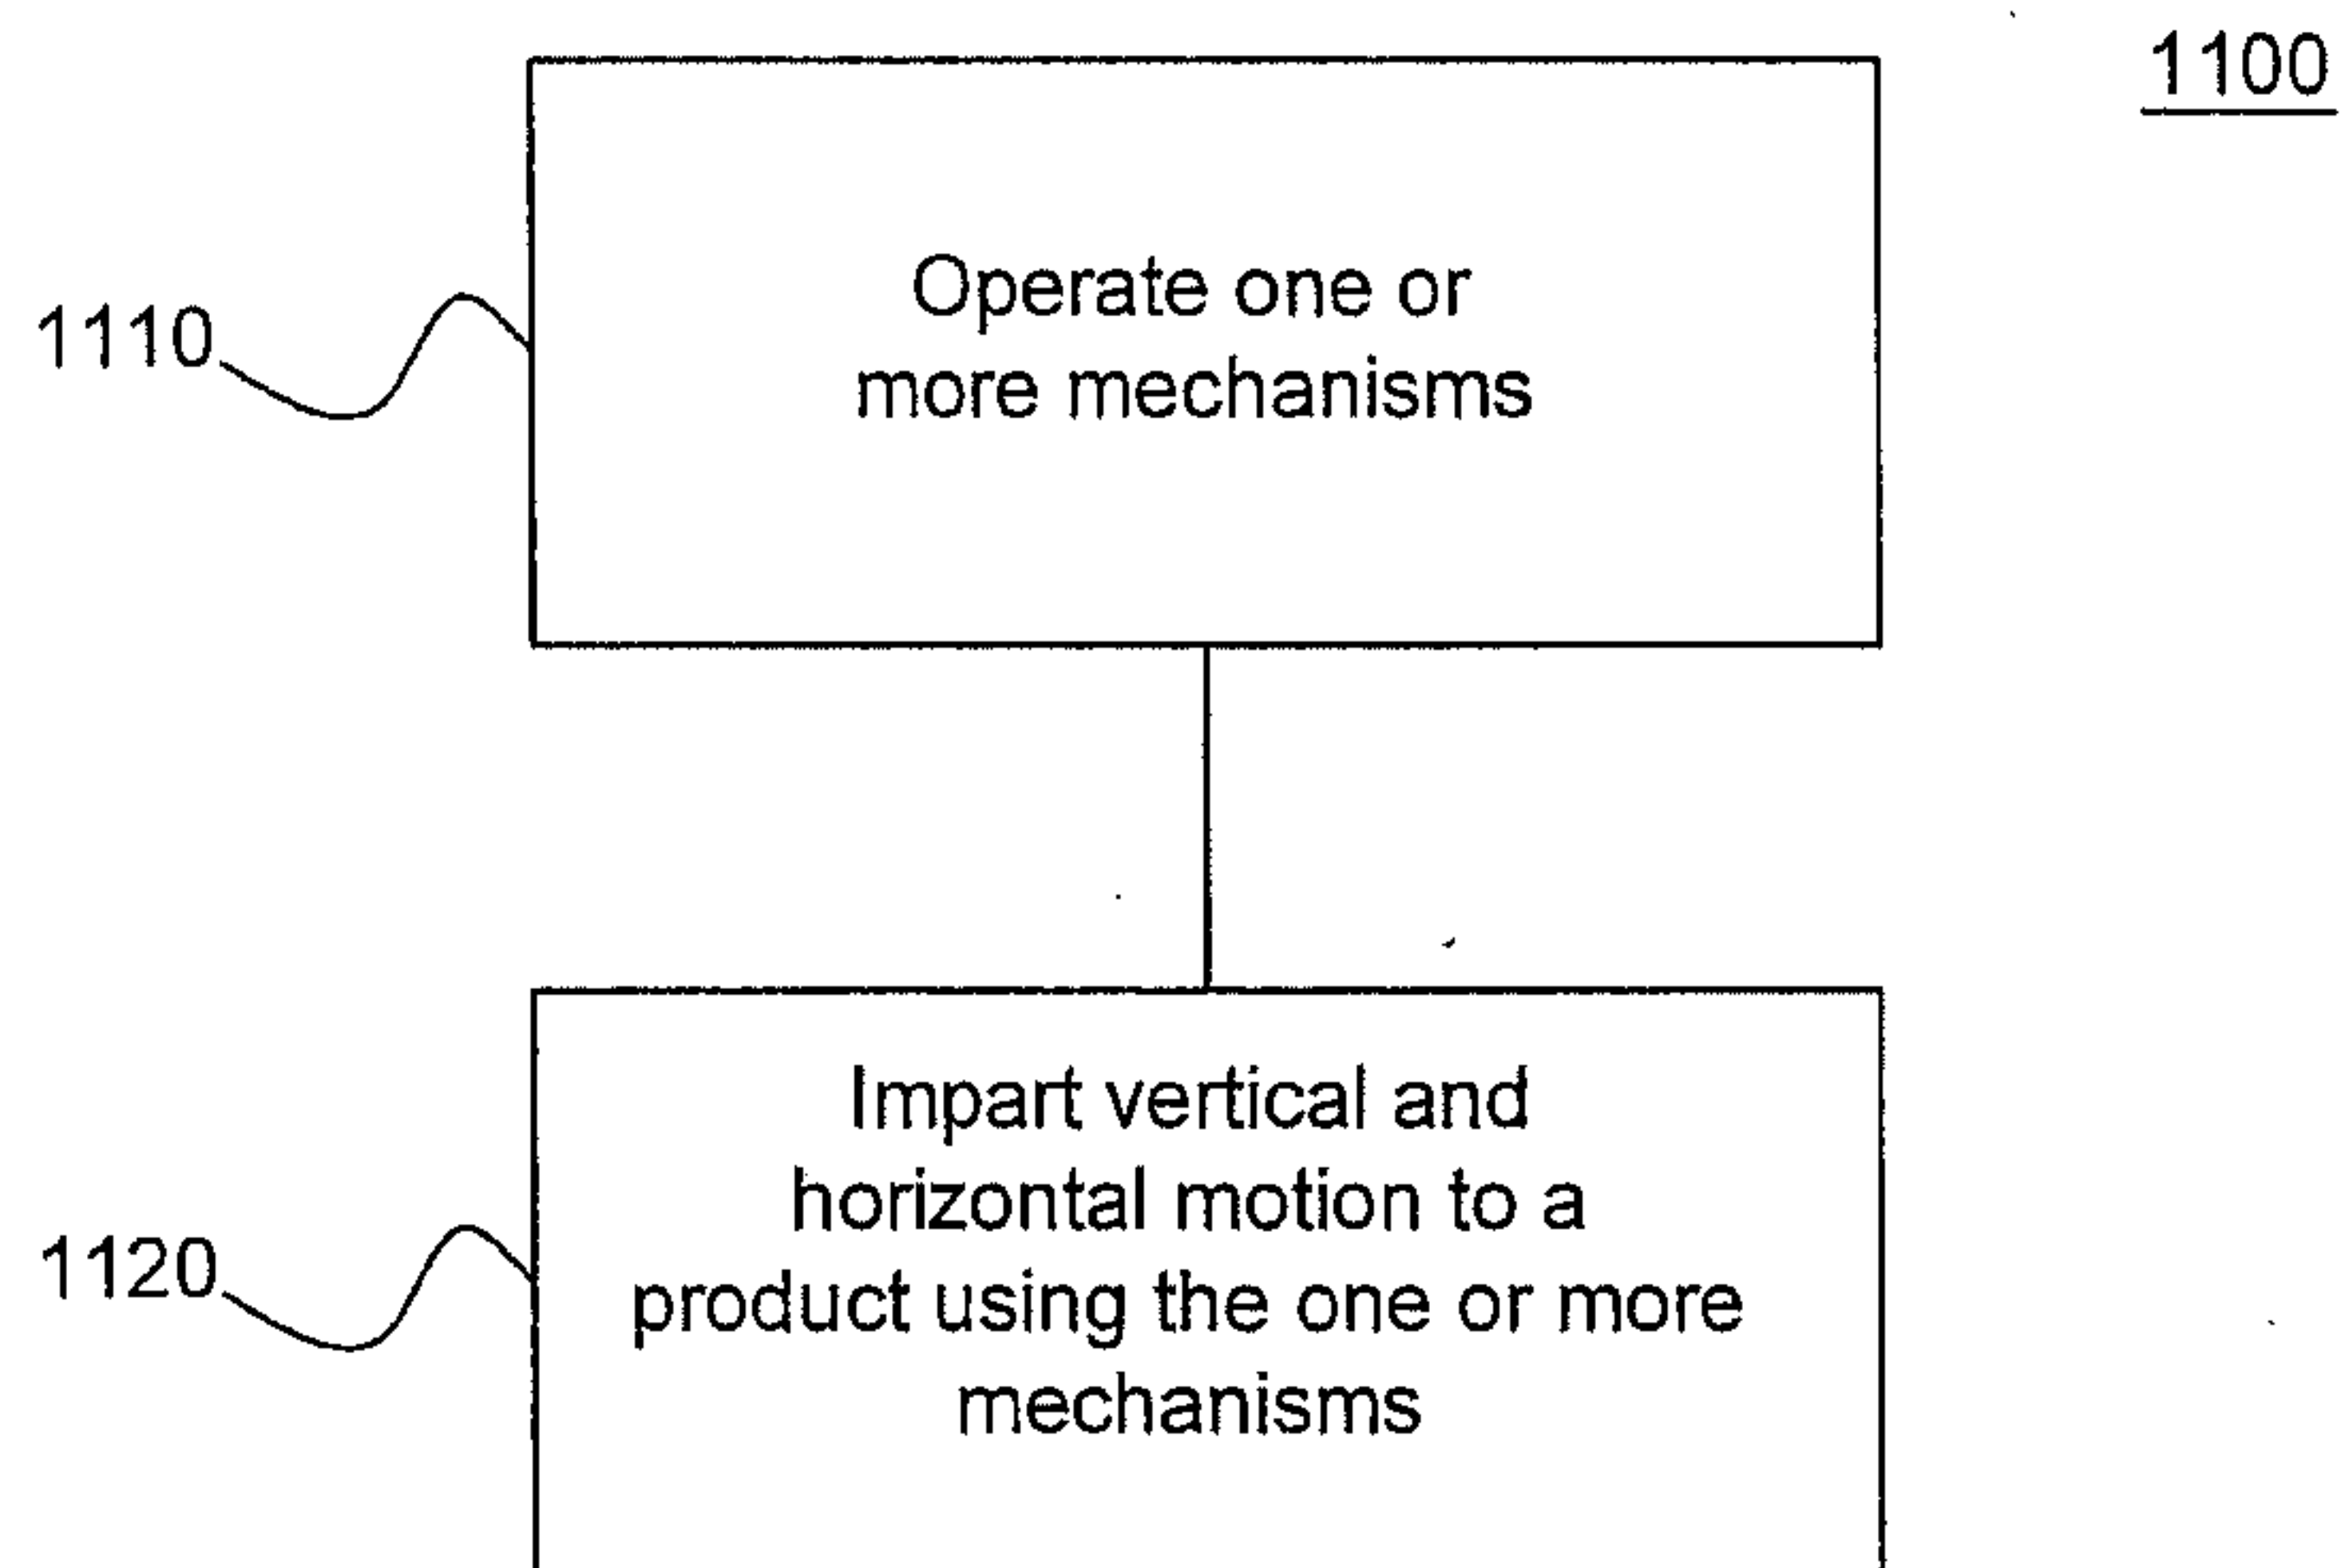 1100
1110
Operate one or
more mechanisms
1120
Impart vertical and
horizontal motion to a
product using the one or more
mechanisms